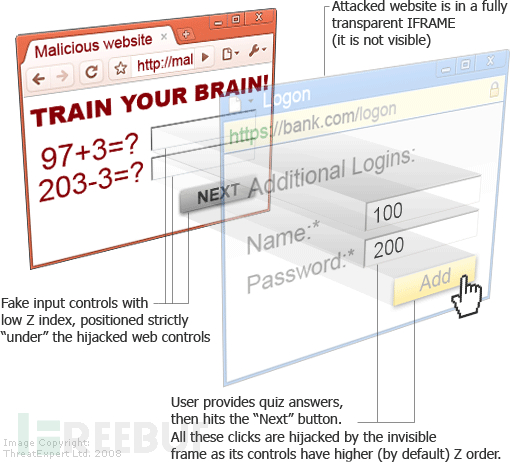 Attacked website is in a fully
transparent IFRAME
(it is not visible)
Malicious website
http://mal
TRAIN YOUR BRAIN!
97+3=?
203-3=?
NEXT
Logon
https://bank.com/logon
Additional Logins:
Name:*
100
Password:*
200
Add
Fake input controls with
low Z index, positioned strictly
“under” the hijacked web controls
User provides quiz answers,
then hits the “Next” button.
All these clicks are hijacked by the invisible
frame as its controls have higher (by default) Z order.
REEBUF
Image Copyright:
ThreatExpert Ltd. 2008